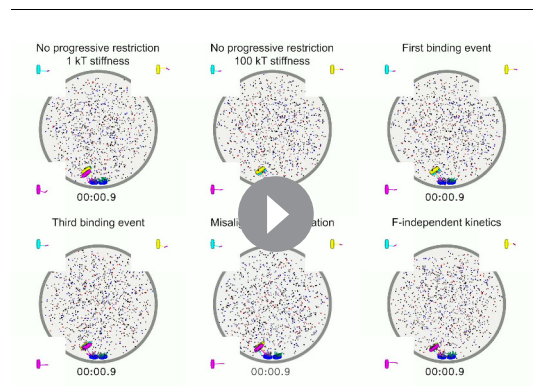 No progressive restriction
1 kT stiffness
No progressive restriction
100 kT stiffness
First binding event
00:00.9
00:00.9
00:00.9
Third binding event
F-independent kinetics
00:00.9
00:00.9
00:00.9